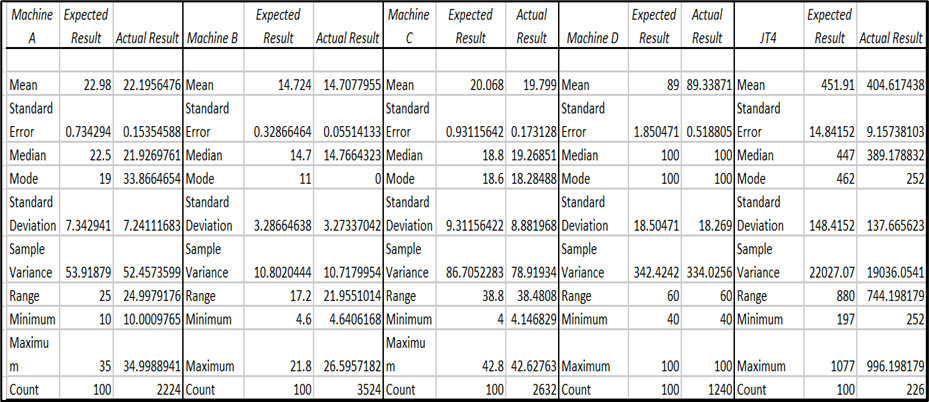 Machine A Expected Result Actual Result Machine B Expected Result Actual Result Machine C Expected Result Actual Result Machine D Expected Result Actual Result JT4 Expected Result Actual Result
Mean 22.98 22.1956476 Mean 14.724 14.7077955 Mean 20.068 19.799 Mean 89 89.33871 Mean 451.91 404.617438
Standard Error 0.734294 0.15354588 Standard Error 0.32866464 0.05514133 Standard Error 0.93115642 0.173128 Standard Error 1.850471 0.518805 Standard Error 14.84152 9.15738103
Median 22.5 21.9269761 Median 14.7 14.7664323 Median 18.8 19.26851 Median 100 100 Median 447 389.178832
Mode 19 33.8664654 Mode 11 0 Mode 18.6 18.28488 Mode 100 100 Mode 462 252
Standard Deviation 7.342941 7.24111683 Standard Deviation 3.28664638 3.27337042 Standard Deviation 9.31156422 8.881968 Standard Deviation 18.50471 18.269 Standard Deviation 148.4152 137.665623
Sample Variance 53.91879 52.4573599 Sample Variance 10.8020444 10.7179954 Sample Variance 86.7052283 78.91934 Sample Variance 342.4242 334.0256 Sample Variance 22027.07 19036.0541
Range 25 24.9979176 Range 17.2 21.9551014 Range 38.8 38.4808 Range 60 60 Range 880 744.198179
Minimum 10 10.0009765 Minimum 4.6 4.6406168 Minimum 4 4.146829 Minimum 40 40 Minimum 197 252
Maximu m 35 34.9988941 Maximum 21.8 26.5957182 Maximu m 42.8 42.62763 Maximum 100 100 Maximum 1077 996.198179
Count 100 2224 Count 100 3524 Count 100 2632 Count 100 1240 Count 100 226